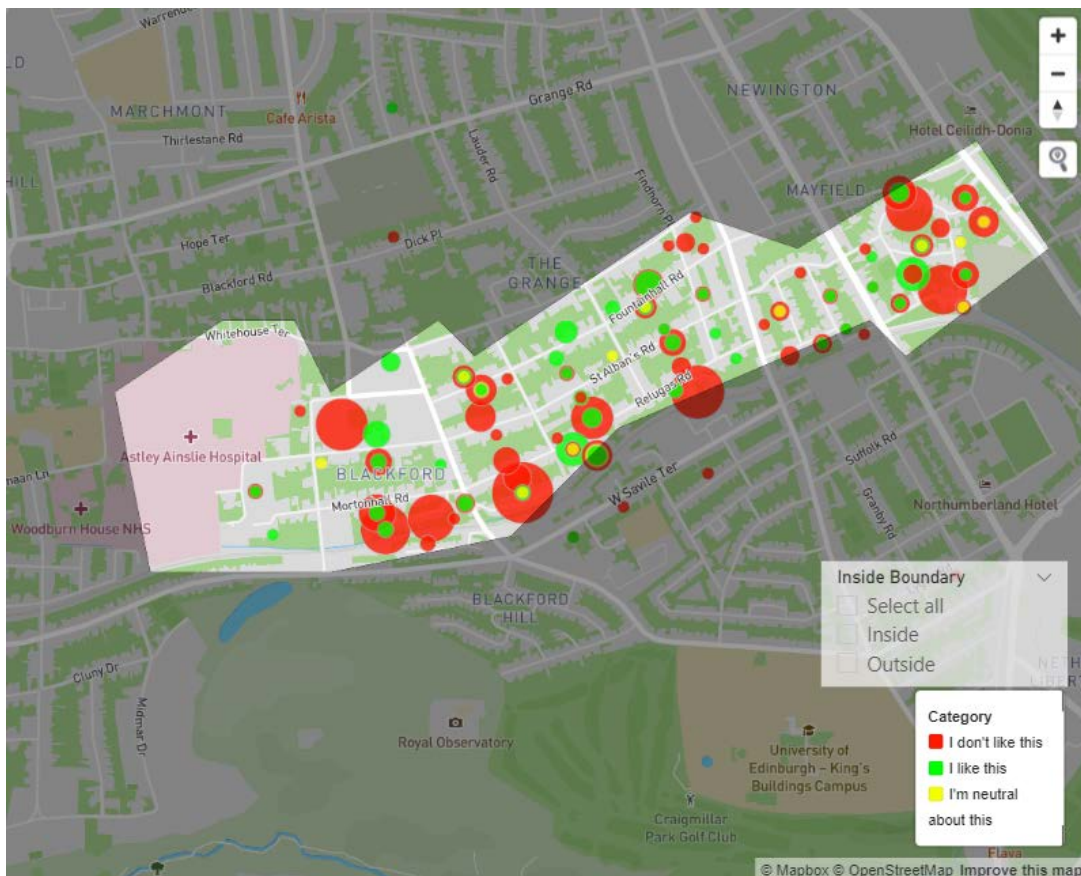 Warrender
MARCHMONT
Cafe Arista
Thirlestane Rd
Grange Rd
NEWINGTON
Hotel Ceilidh-Donia
HILL
Lauder Rd
Findhorn Pl
MAYFIELD
Hope Ter
Dick Pl
Blackford Rd
THE
GRANGE
Fountainhall Rd
Whitehouse Ter
St Alban's Rd
Relugas Rd
Astley Ainslie Hospital
BLACKFORD
Mortonhall Rd
W Savile Ter
Suffolk Rd
Granby Rd
Northumberland Hotel
Woodburn House NHS
Inside Boundary
Select all
Inside
Outside
BLACKFORD
HILL
Cluny Dr
Midmar Dr
Royal Observatory
University of
Edinburgh – King's
Buildings Campus
Craigmillar
Park Golf Club
Category
I don't like this
I like this
I'm neutral
about this
Flava
© Mapbox © OpenStreetMap Improve this map